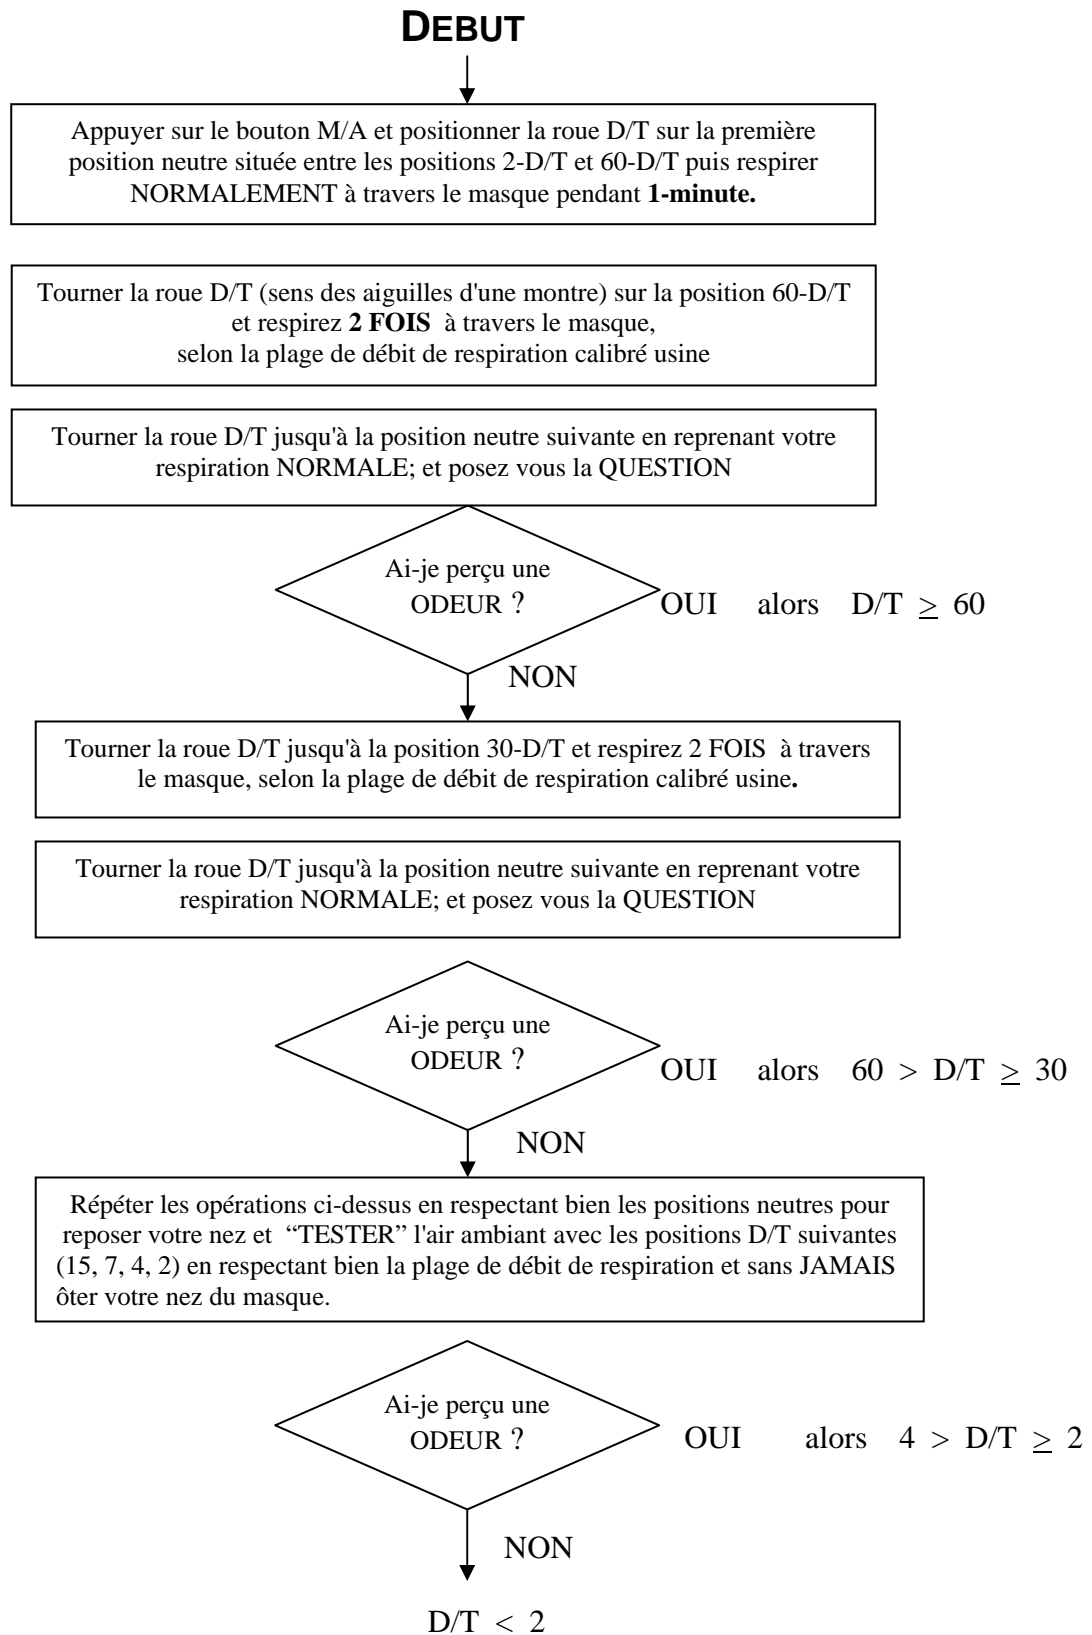 DEBUT
Appuyer sur le bouton M/A et positionner la roue D/T sur la première
position neutre située entre les positions 2-D/T et 60-D/T puis respirer
NORMALEMENT à travers le masque pendant 1-minute.
Tourner la roue D/T (sens des aiguilles d'une montre) sur la position 60-D/T
et respirez 2 FOIS à travers le masque,
selon la plage de débit de respiration calibré usine
Tourner la roue D/T jusqu'à la position neutre suivante en reprenant votre
respiration NORMALE; et posez vous la QUESTION
Ai-je perçu une
ODEUR ?
OUI alors D/T ≥ 60
NON
Tourner la roue D/T jusqu'à la position 30-D/T et respirez 2 FOIS à travers
le masque, selon la plage de débit de respiration calibré usine.
Tourner la roue D/T jusqu'à la position neutre suivante en reprenant votre
respiration NORMALE; et posez vous la QUESTION
Ai-je perçu une
ODEUR ?
OUI alors 60 > D/T ≥ 30
NON
Répéter les opérations ci-dessus en respectant bien les positions neutres pour
reposer votre nez et “TESTER” l'air ambiant avec les positions D/T suivantes
(15, 7, 4, 2) en respectant bien la plage de débit de respiration et sans JAMAIS
ôter votre nez du masque.
Ai-je perçu une
ODEUR ?
OUI alors 4 > D/T ≥ 2
NON
D/T < 2